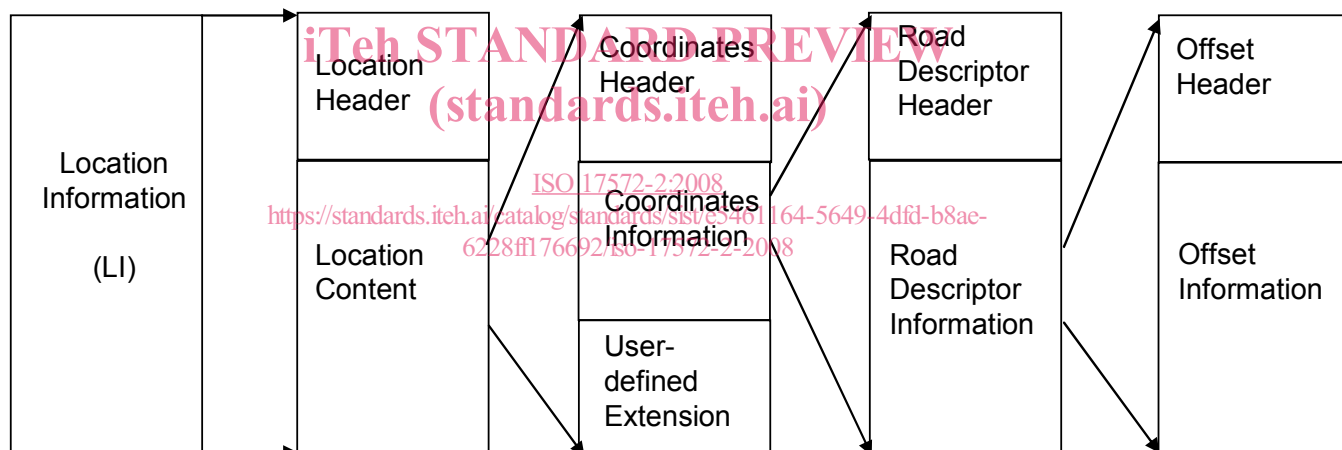 iTeh STANDARD PREVIEW
(standards.iteh.ai)
ISO 17572-2:2008
https://standards.iteh.ai/catalog/standards/sist/e5461164-5649-4dfd-b8ae-
6228ff176692/iso-17572-2-2008
Location
Information
(LI)
Location
Header
Location
Content
Coordinates
Header
Coordinates
Information
User-
defined
Extension
Road
Descriptor
Header
Road
Descriptor
Information
Offset
Header
Offset
Information